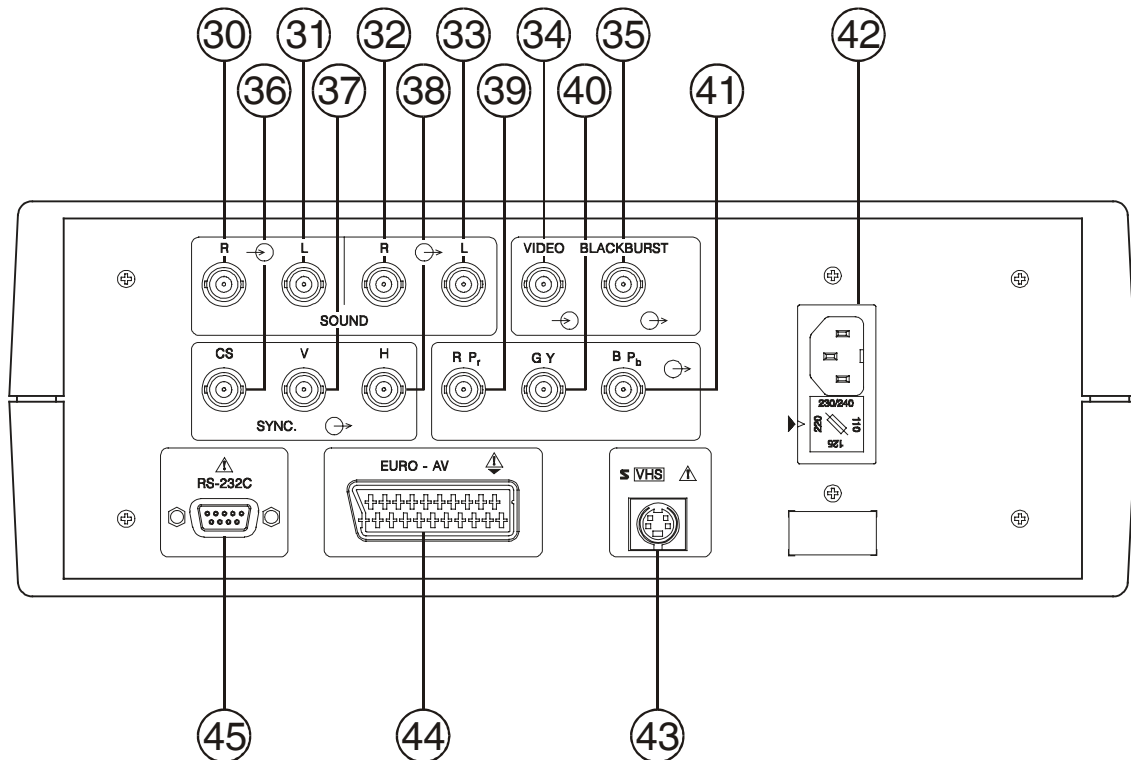 30 31 32 33 34 35 42
36 37 38 39 40 41
R L R L VIDEO BLACKBURST
SOUND
CS V H R Pr G Y B Pb
SYNC.
230/240
220 110
125
RS-232C
EURO - AV
S VHS
45 44 43